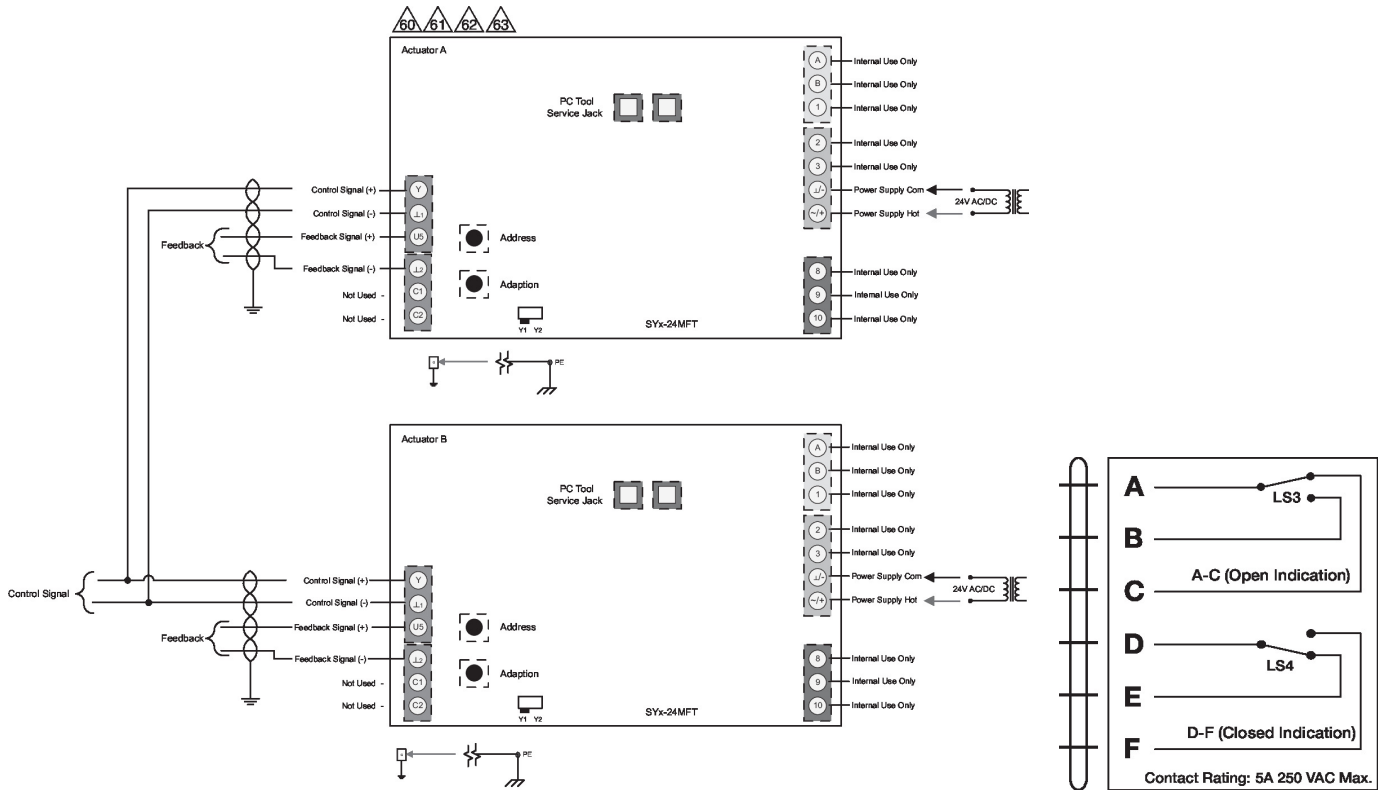 60 61 62 63
Actuator A
PC Tool
Service Jack
A Internal Use Only
B Internal Use Only
1 Internal Use Only
2 Internal Use Only
3 Internal Use Only
⊥/- Power Supply Com
24V AC/DC
~/+ Power Supply Hot
8 Internal Use Only
9 Internal Use Only
10 Internal Use Only
Control Signal (+) Y
Control Signal (-) ⊥1
Feedback Signal (+) U5
Feedback
Feedback Signal (-) ⊥2
Not Used - C1
Not Used - C2
Address
Adaption
Y1 Y2
SYx-24MFT
PE
Actuator B
PC Tool
Service Jack
A Internal Use Only
B Internal Use Only
1 Internal Use Only
2 Internal Use Only
3 Internal Use Only
⊥/- Power Supply Com
24V AC/DC
~/+ Power Supply Hot
8 Internal Use Only
9 Internal Use Only
10 Internal Use Only
Control Signal
Control Signal (+) Y
Control Signal (-) ⊥1
Feedback Signal (+) U5
Feedback
Feedback Signal (-) ⊥2
Not Used - C1
Not Used - C2
Address
Adaption
Y1 Y2
SYx-24MFT
PE
A
LS3
B
A-C (Open Indication)
C
D
LS4
E
D-F (Closed Indication)
F
Contact Rating: 5A 250 VAC Max.